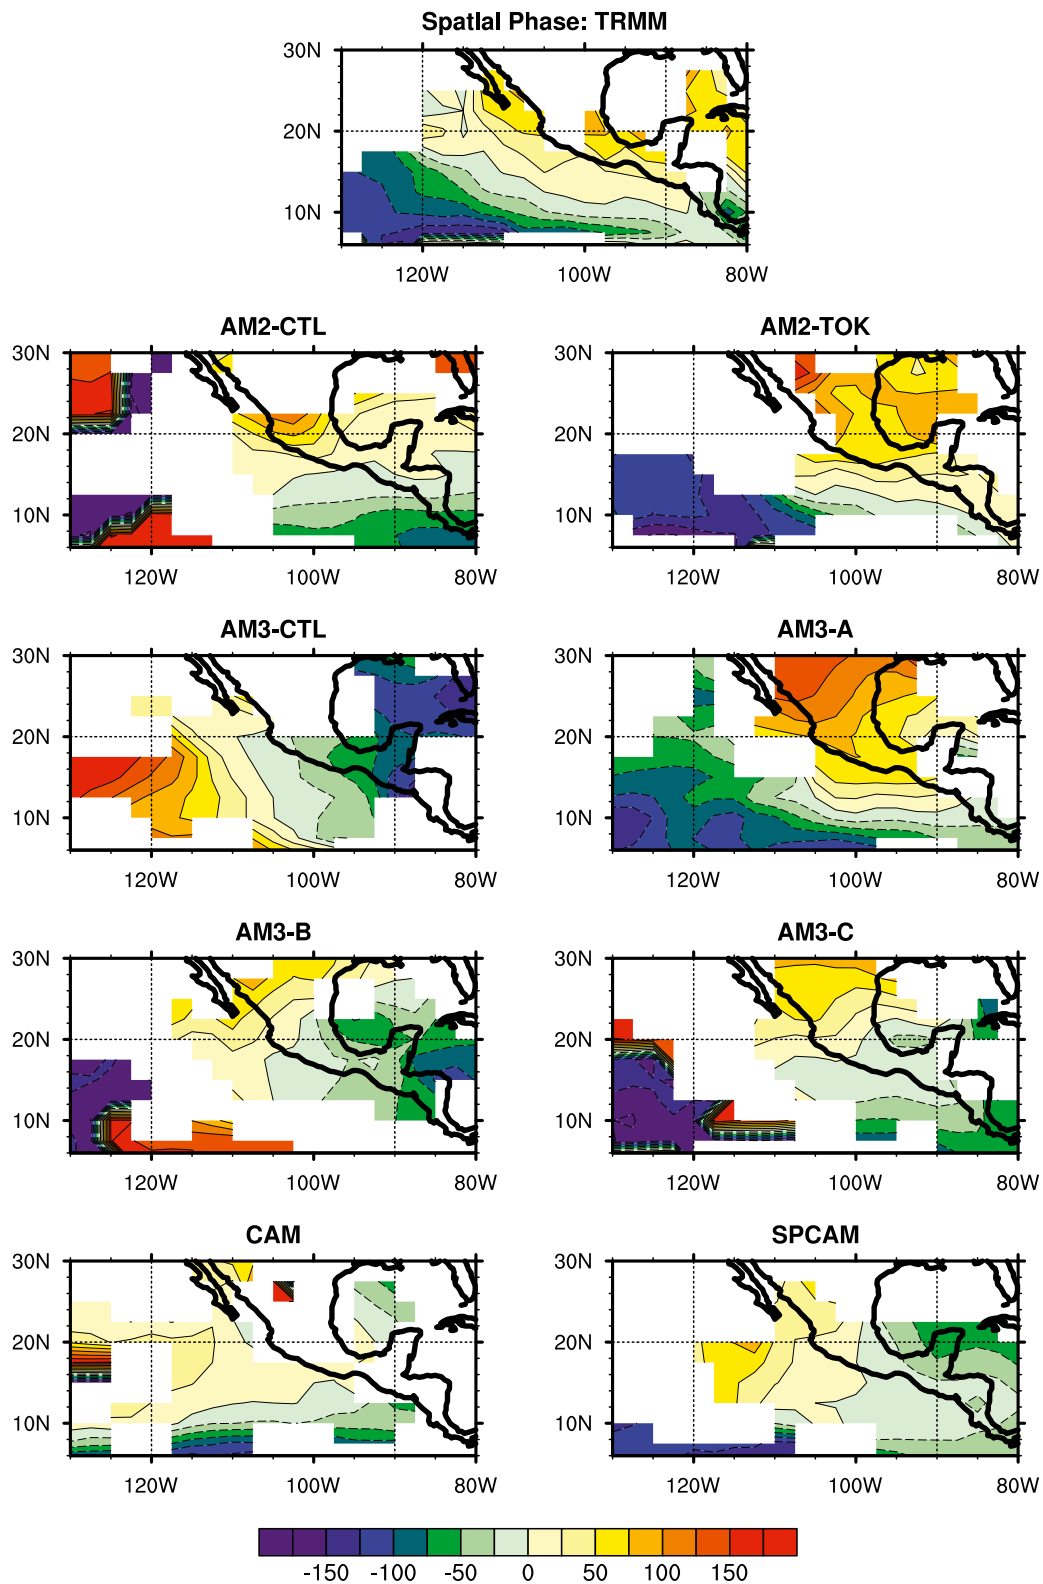 Spatial Phase: TRMM
30N
20N
10N
120W 100W 80W
AM2-CTL AM2-TOK
30N 30N
20N 20N
10N 10N
120W 100W 80W 120W 100W 80W
AM3-CTL AM3-A
30N 30N
20N 20N
10N 10N
120W 100W 80W 120W 100W 80W
AM3-B AM3-C
30N 30N
20N 20N
10N 10N
120W 100W 80W 120W 100W 80W
CAM SPCAM
30N 30N
20N 20N
10N 10N
120W 100W 80W 120W 100W 80W
-150 -100 -50 0 50 100 150